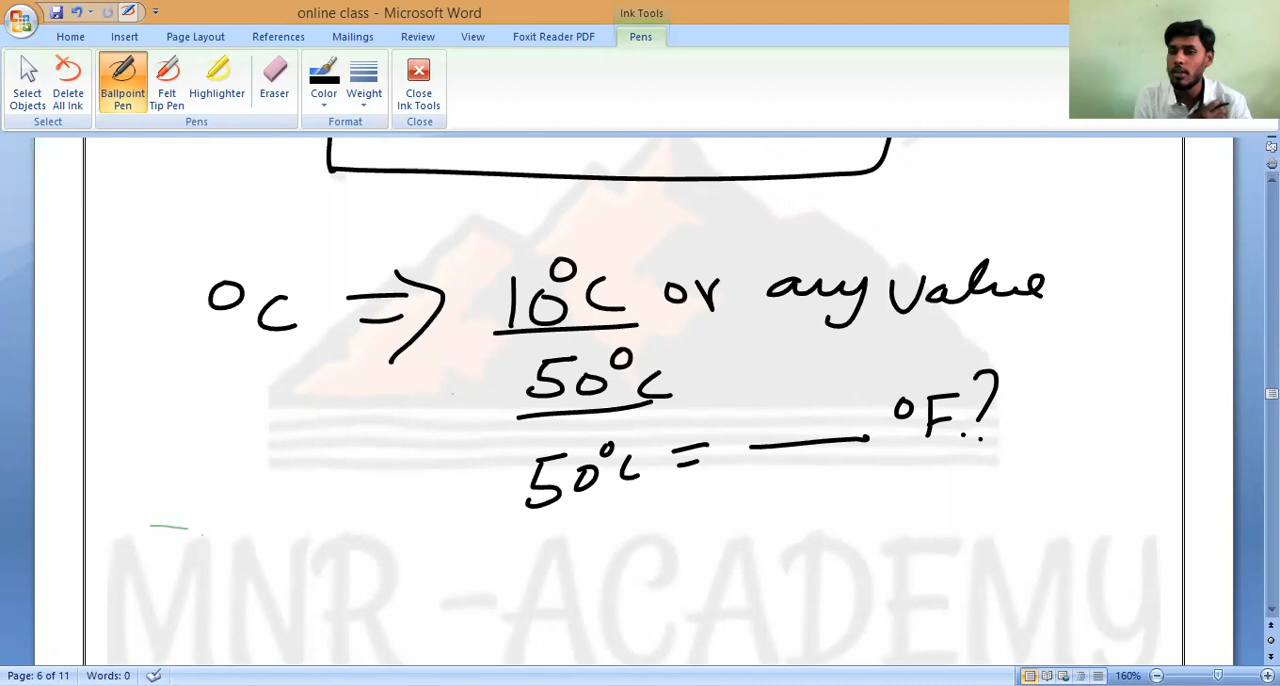 online class - Microsoft Word
Ink Tools
Home Insert Page Layout References Mailings Review View Foxit Reader PDF Pens
Select Objects
Delete All Ink
Ballpoint Pen
Felt Tip Pen
Highlighter
Eraser
Color
Weight
Close Ink Tools
Select Pens Format Close
°C ⇒ 10°C or any value
50°C
50°C = ___ °F.?
MNR-ACADEMY
Page: 6 of 11 Words: 0 160%